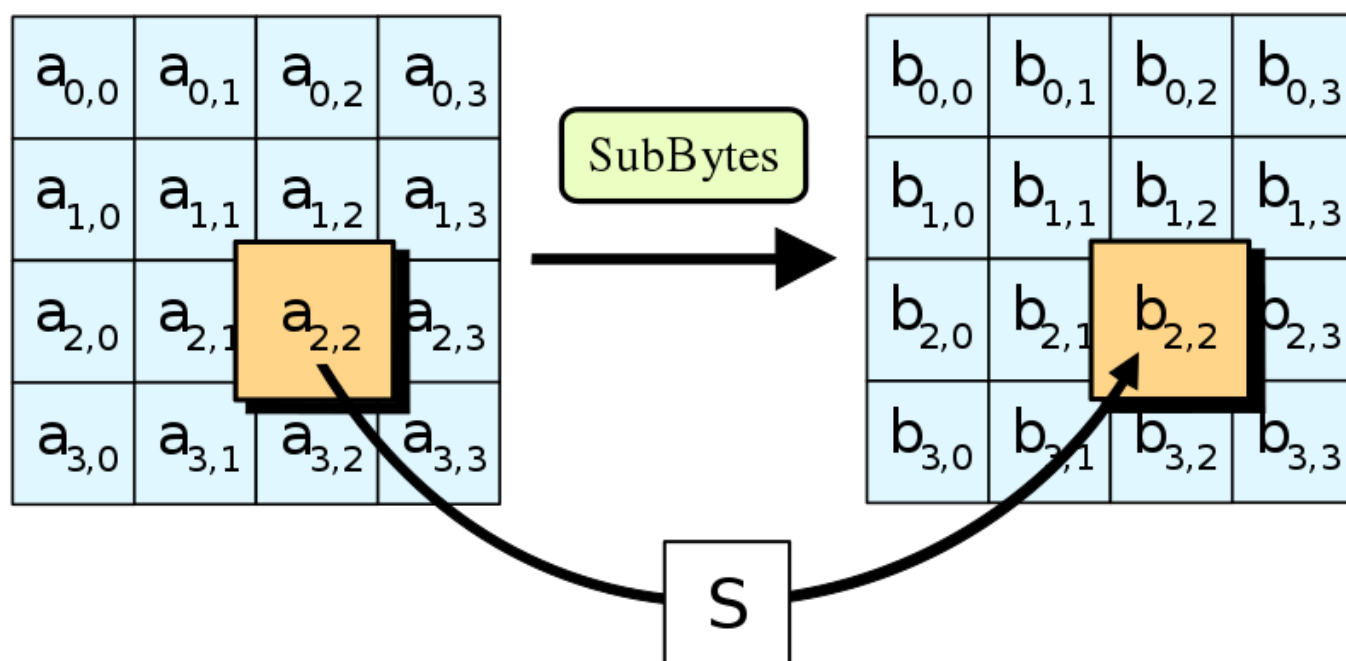 a0,0 a0,1 a0,2 a0,3
a1,0 a1,1 a1,2 a1,3
a2,0 a2,1 a2,2 a2,3
a3,0 a3,1 a3,2 a3,3
SubBytes
b0,0 b0,1 b0,2 b0,3
b1,0 b1,1 b1,2 b1,3
b2,0 b2,1 b2,2 b2,3
b3,0 b3,1 b3,2 b3,3
S